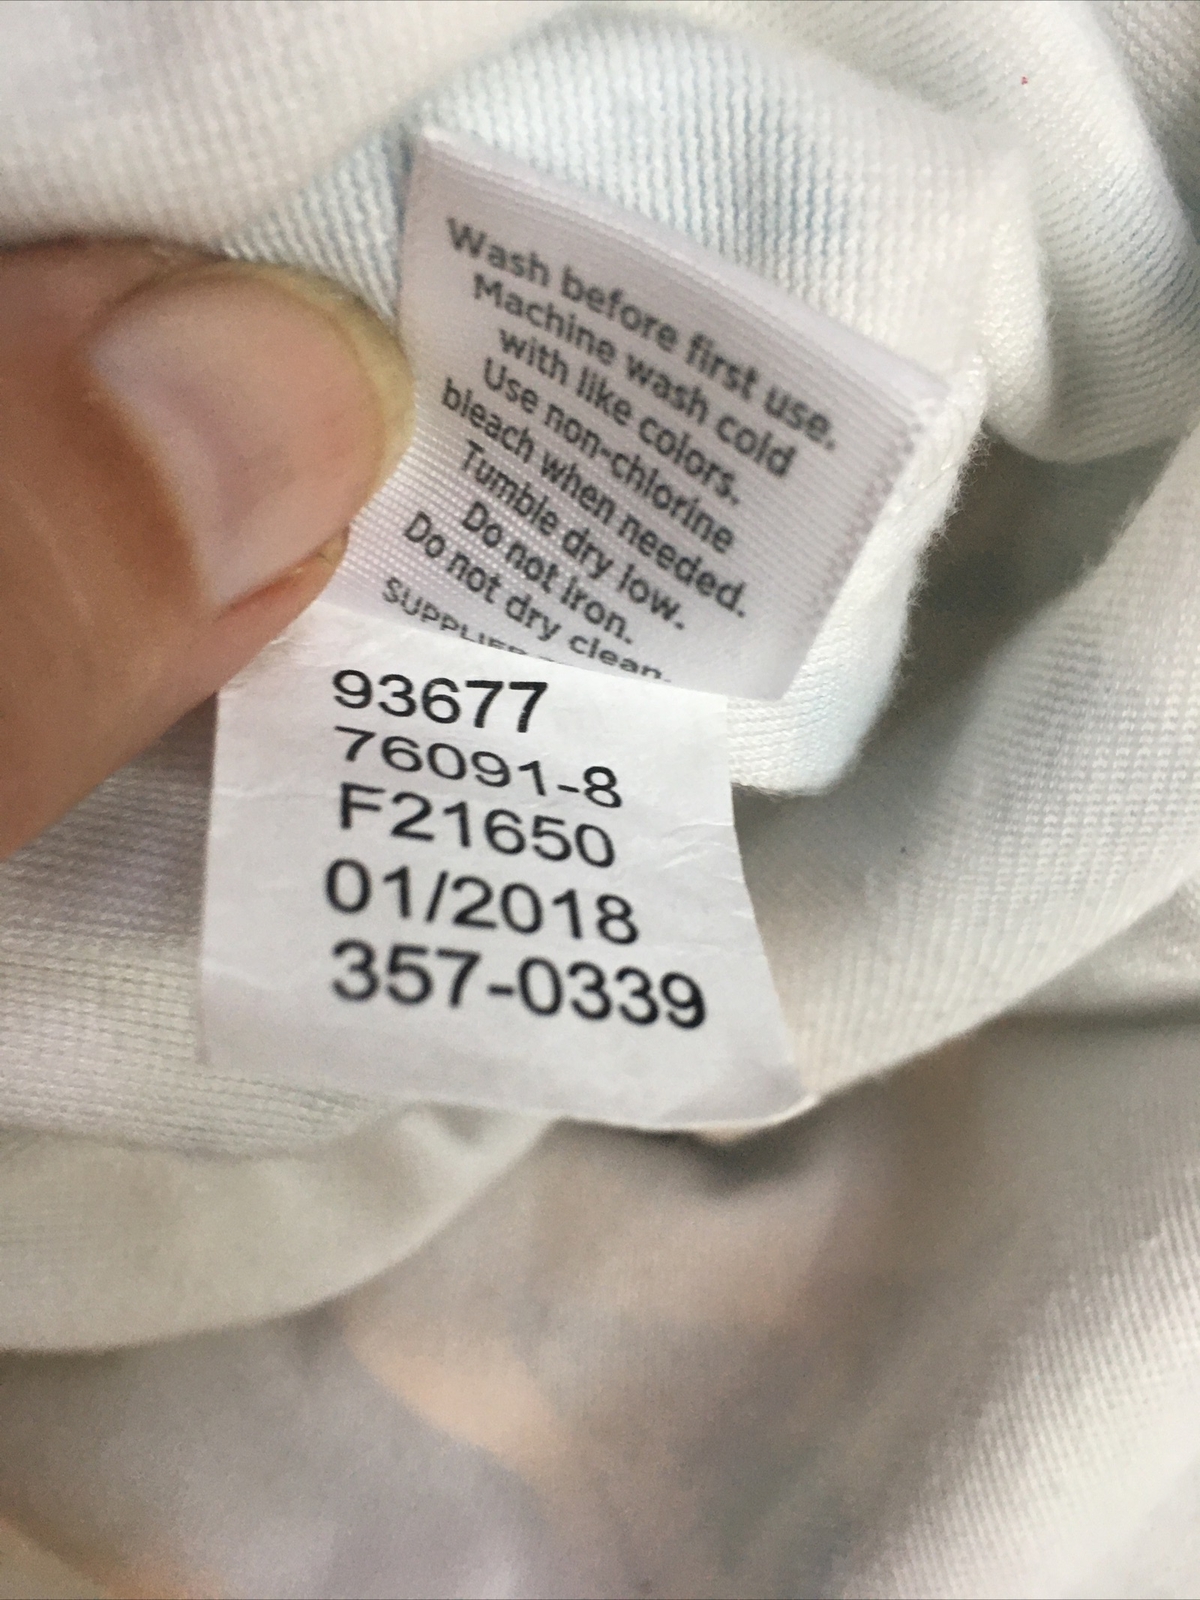 Wash before first use.
Machine wash cold
with like colors.
Use non-chlorine
bleach when needed.
Tumble dry low.
Do not iron.
Do not dry clean.
SUPPLIER
93677
76091-8
F21650
01/2018
357-0339